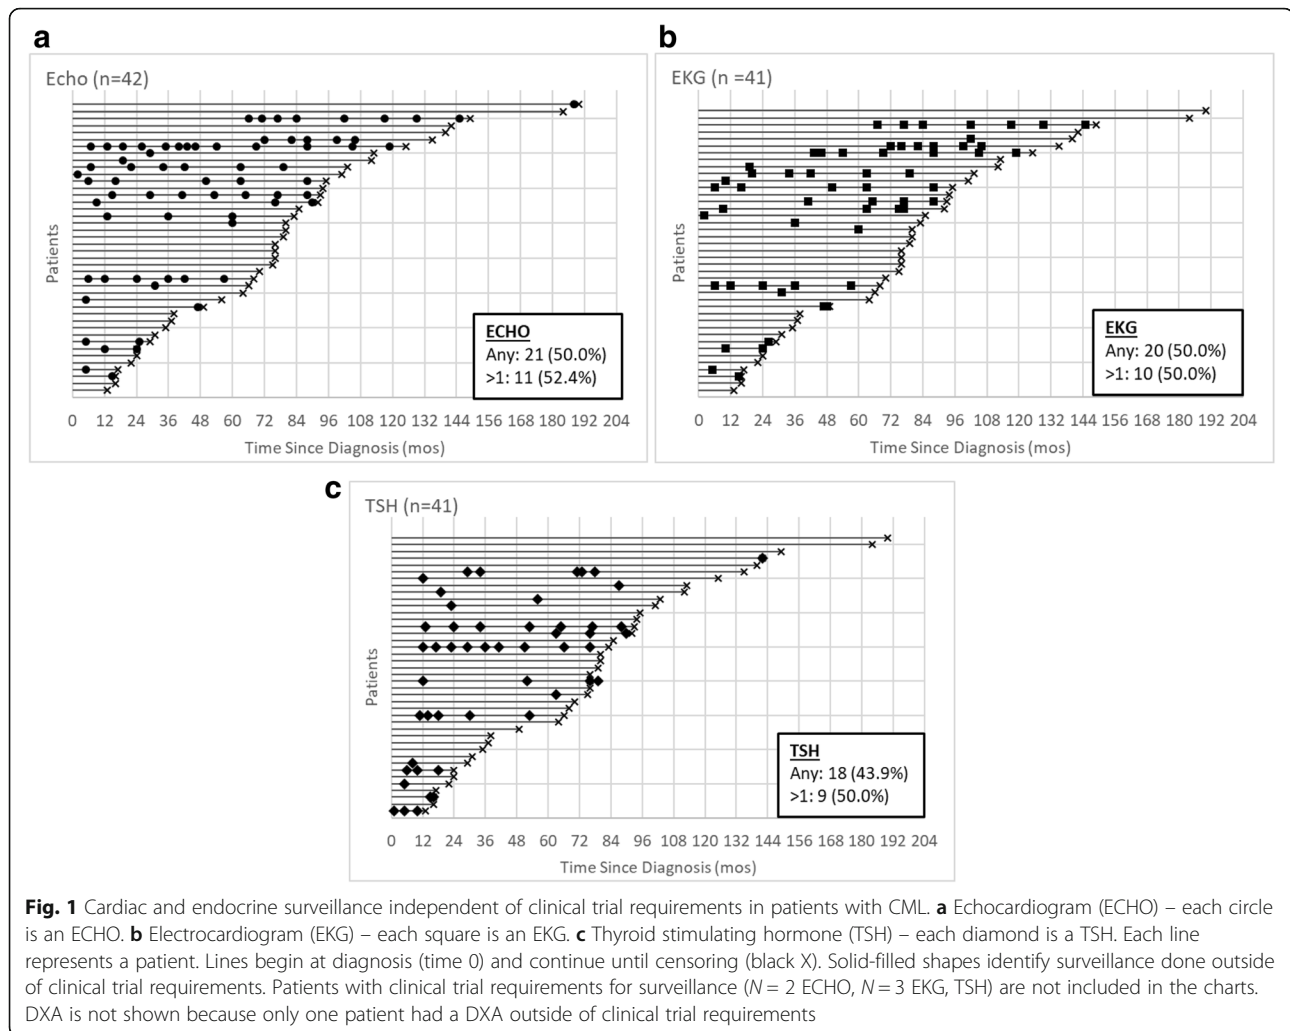 a
Echo (n=42)
Patients
ECHO
Any: 21 (50.0%)
>1: 11 (52.4%)
0 12 24 36 48 60 72 84 96 108 120 132 144 156 168 180 192 204
Time Since Diagnosis (mos)
b
EKG (n =41)
Patients
EKG
Any: 20 (50.0%)
>1: 10 (50.0%)
0 12 24 36 48 60 72 84 96 108 120 132 144 156 168 180 192 204
Time Since Diagnosis (mos)
c
TSH (n=41)
Patients
TSH
Any: 18 (43.9%)
>1: 9 (50.0%)
0 12 24 36 48 60 72 84 96 108 120 132 144 156 168 180 192 204
Time Since Diagnosis (mos)
Fig. 1 Cardiac and endocrine surveillance independent of clinical trial requirements in patients with CML. a Echocardiogram (ECHO) – each circle
is an ECHO. b Electrocardiogram (EKG) – each square is an EKG. c Thyroid stimulating hormone (TSH) – each diamond is a TSH. Each line
represents a patient. Lines begin at diagnosis (time 0) and continue until censoring (black X). Solid-filled shapes identify surveillance done outside
of clinical trial requirements. Patients with clinical trial requirements for surveillance (N = 2 ECHO, N = 3 EKG, TSH) are not included in the charts.
DXA is not shown because only one patient had a DXA outside of clinical trial requirements